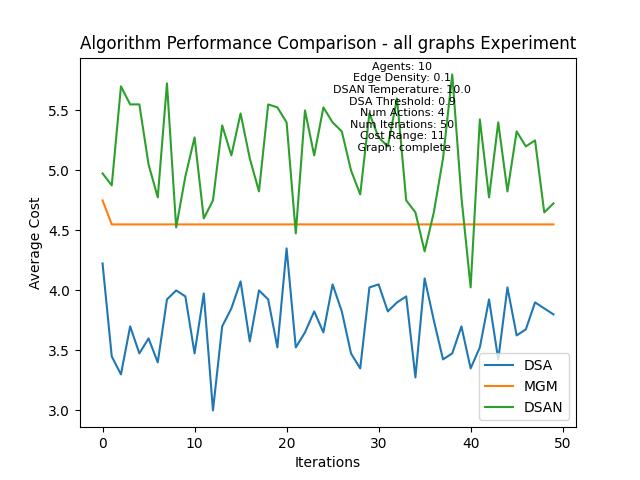 Algorithm Performance Comparison - all graphs Experiment
Agents: 10
Edge Density: 0.1
DSAN Temperature: 10.0
DSA Threshold: 0.9
Num Actions: 4
Num Iterations: 50
Cost Range: 11
Graph: complete
Average Cost
5.5
5.0
4.5
4.0
3.5
3.0
DSA
MGM
DSAN
0 10 20 30 40 50
Iterations